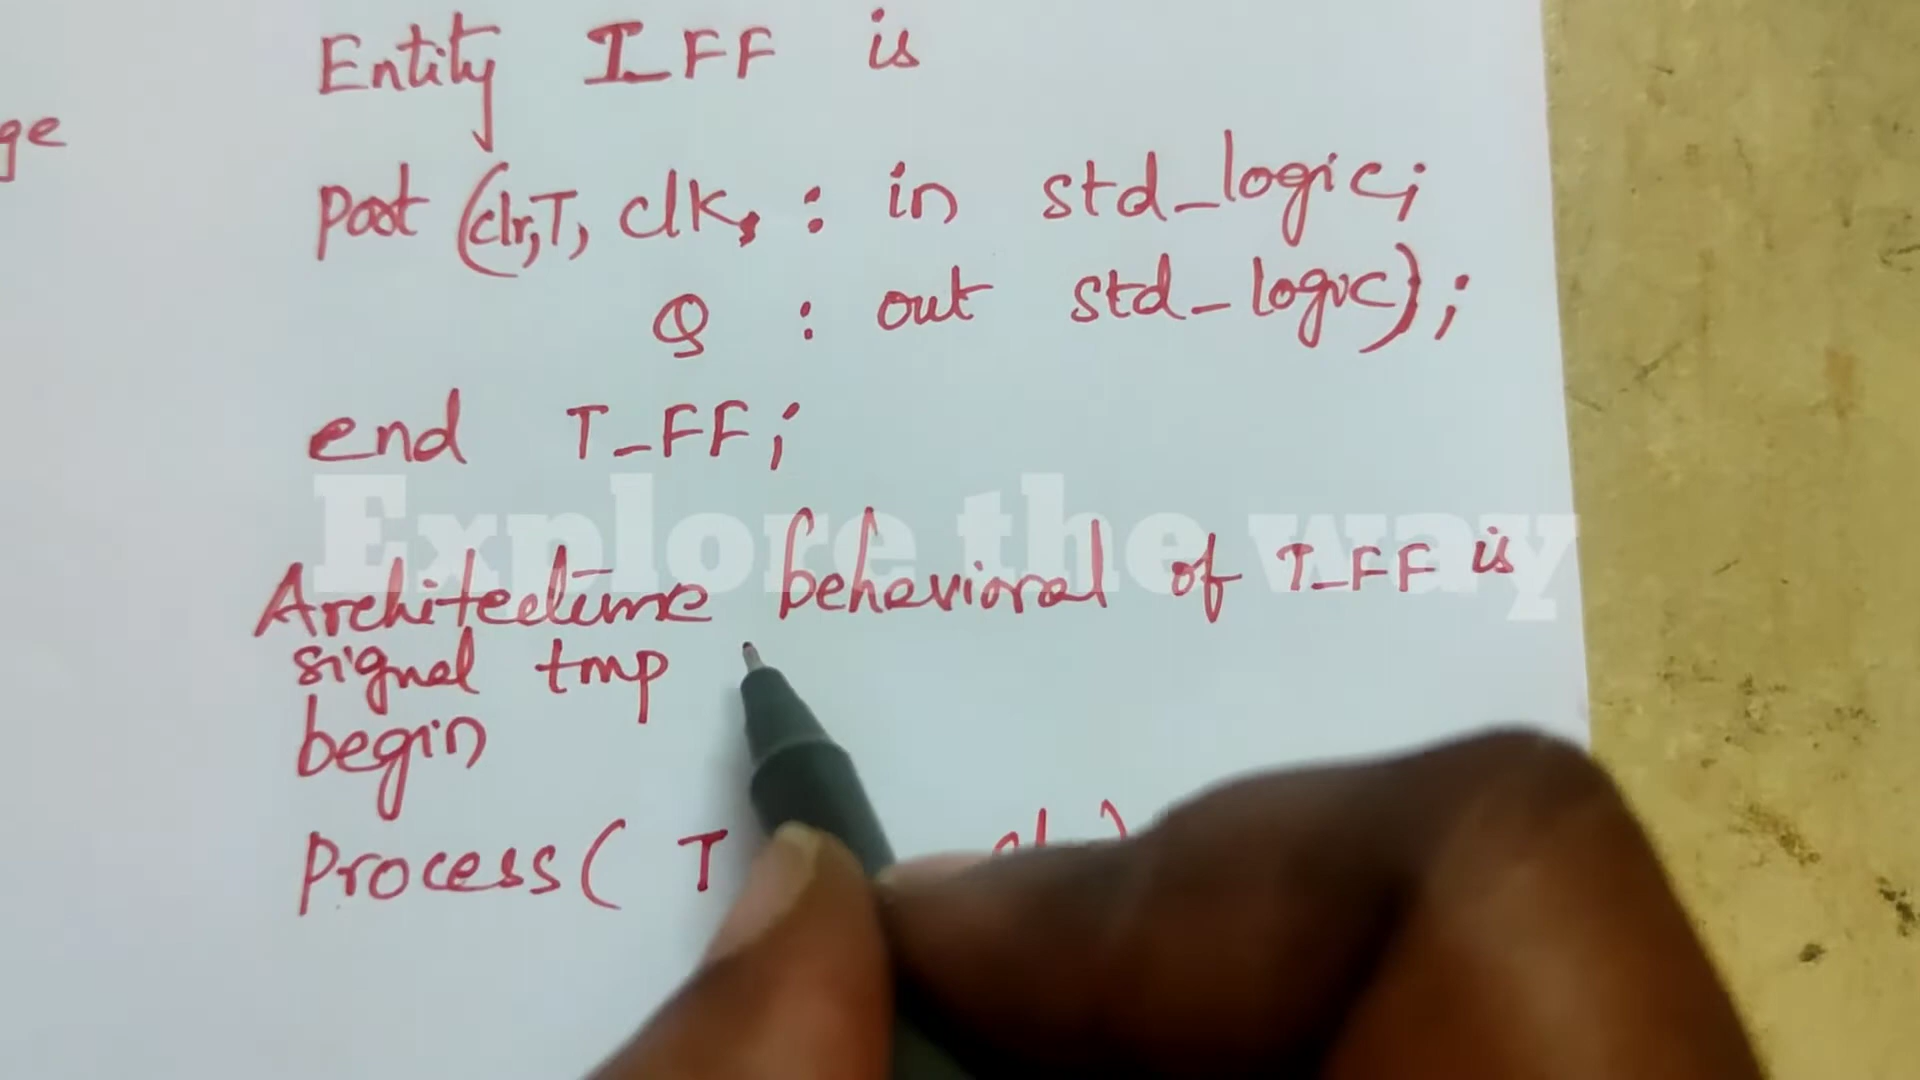 Entity T_FF is
ge
port (clr,T, clk, : in std_logic;
Q : out std_logic);
end T_FF;
Explore the way
Architecture behavioral of T_FF is
signal tmp
begin
Process( T